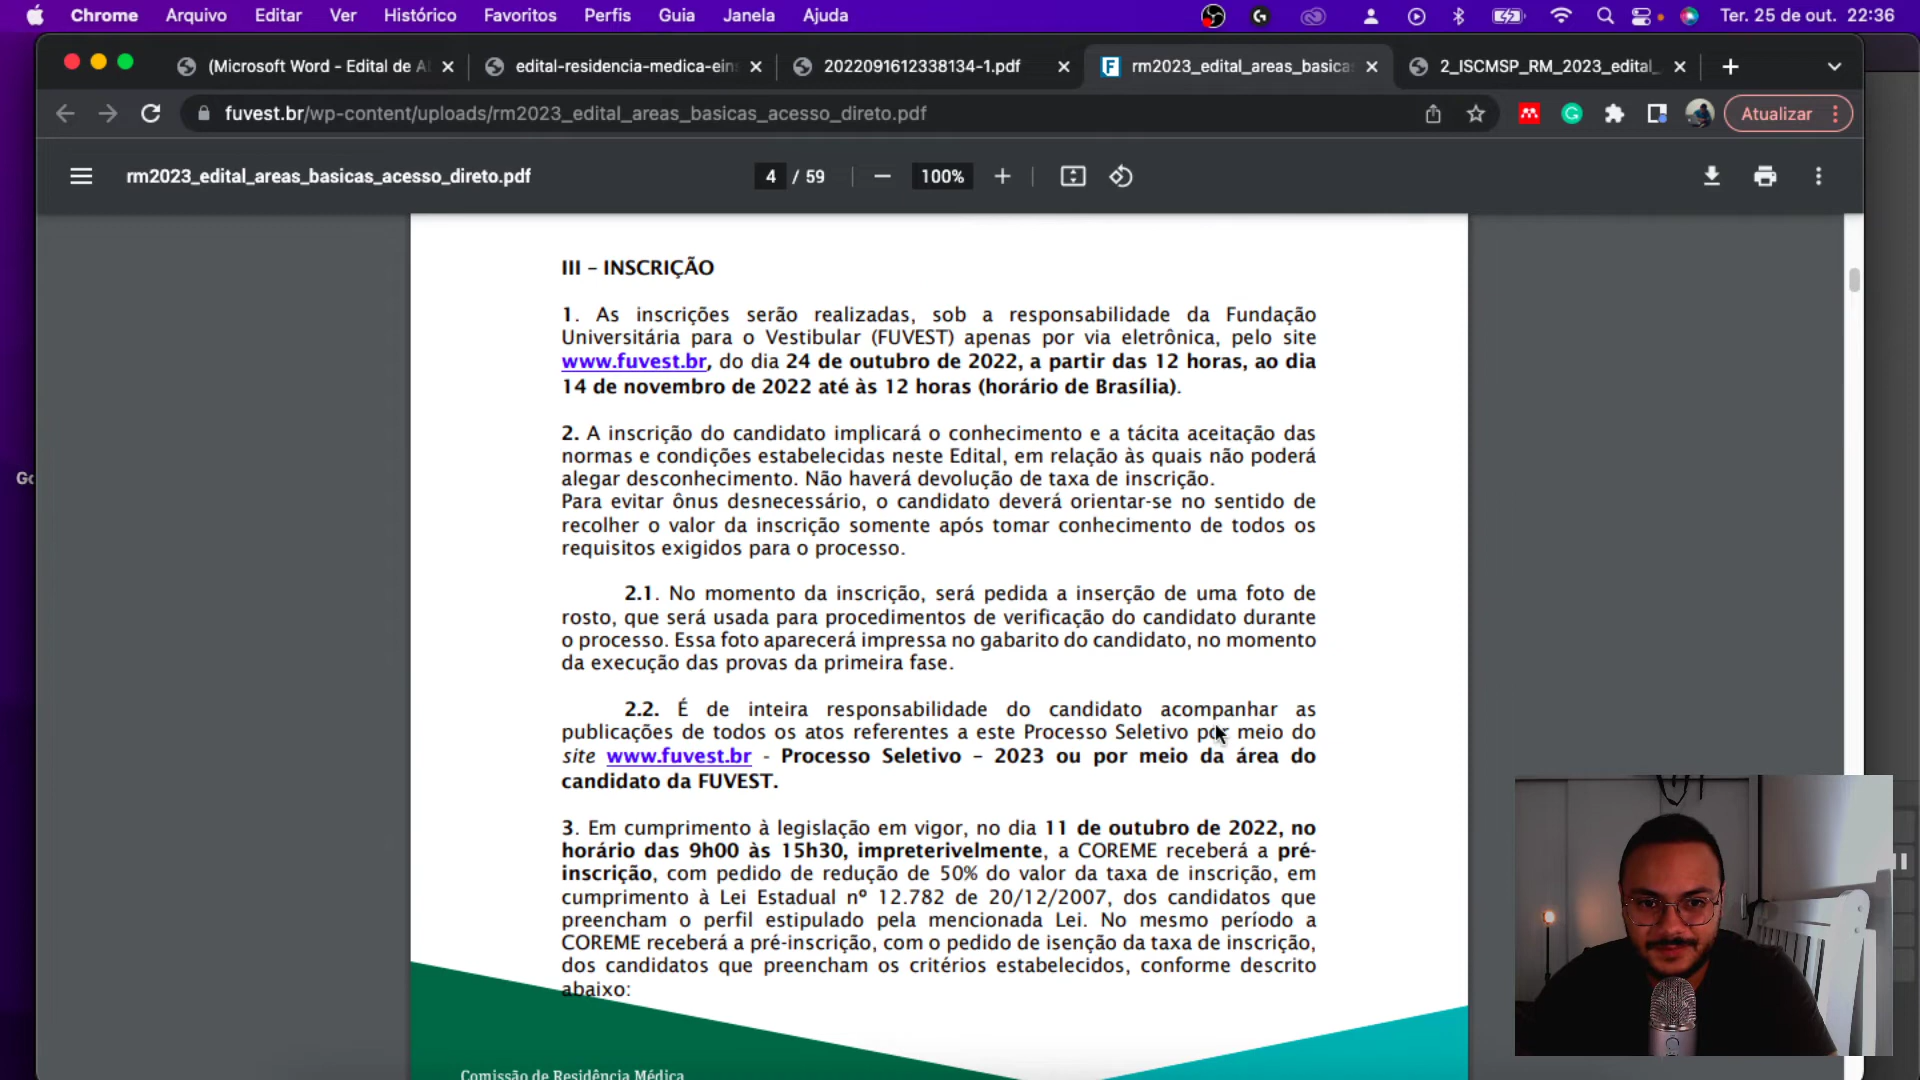 Chrome Arquivo Editar Ver Histórico Favoritos Perfis Guia Janela Ajuda Ter. 25 de out. 22:36
(Microsoft Word - Edital de A edital-residencia-medica-ein 2022091612338134-1.pdf rm2023_edital_areas_basica 2_ISCMSP_RM_2023_edital_
fuvest.br/wp-content/uploads/rm2023_edital_areas_basicas_acesso_direto.pdf Atualizar
rm2023_edital_areas_basicas_acesso_direto.pdf 4 / 59 100%
III – INSCRIÇÃO
1. As inscrições serão realizadas, sob a responsabilidade da Fundação
Universitária para o Vestibular (FUVEST) apenas por via eletrônica, pelo site
www.fuvest.br, do dia 24 de outubro de 2022, a partir das 12 horas, ao dia
14 de novembro de 2022 até às 12 horas (horário de Brasília).
2. A inscrição do candidato implicará o conhecimento e a tácita aceitação das
normas e condições estabelecidas neste Edital, em relação às quais não poderá
alegar desconhecimento. Não haverá devolução de taxa de inscrição.
Para evitar ônus desnecessário, o candidato deverá orientar-se no sentido de
recolher o valor da inscrição somente após tomar conhecimento de todos os
requisitos exigidos para o processo.
2.1. No momento da inscrição, será pedida a inserção de uma foto de
rosto, que será usada para procedimentos de verificação do candidato durante
o processo. Essa foto aparecerá impressa no gabarito do candidato, no momento
da execução das provas da primeira fase.
2.2. É de inteira responsabilidade do candidato acompanhar as
publicações de todos os atos referentes a este Processo Seletivo por meio do
site www.fuvest.br - Processo Seletivo – 2023 ou por meio da área do
candidato da FUVEST.
3. Em cumprimento à legislação em vigor, no dia 11 de outubro de 2022, no
horário das 9h00 às 15h30, impreterivelmente, a COREME receberá a pré-
inscrição, com pedido de redução de 50% do valor da taxa de inscrição, em
cumprimento à Lei Estadual nº 12.782 de 20/12/2007, dos candidatos que
preencham o perfil estipulado pela mencionada Lei. No mesmo período a
COREME receberá a pré-inscrição, com o pedido de isenção da taxa de inscrição,
dos candidatos que preencham os critérios estabelecidos, conforme descrito
abaixo:
Comissão de Residência Médica